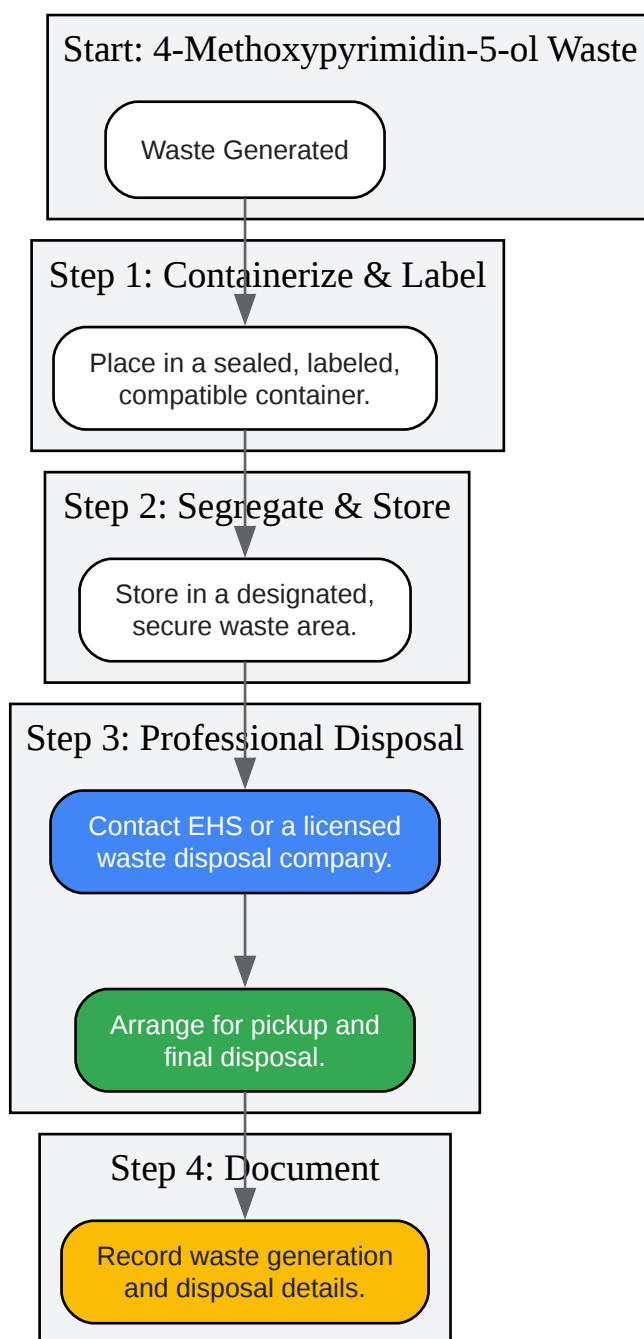 Start: 4-Methoxypyrimidin-5-ol Waste
Waste Generated
Step 1: Containerize & Label
Place in a sealed, labeled,
compatible container.
Step 2: Segregate & Store
Store in a designated,
secure waste area.
Step 3: Professional Disposal
Contact EHS or a licensed
waste disposal company.
Arrange for pickup and
final disposal.
Step 4: Document
Record waste generation
and disposal details.